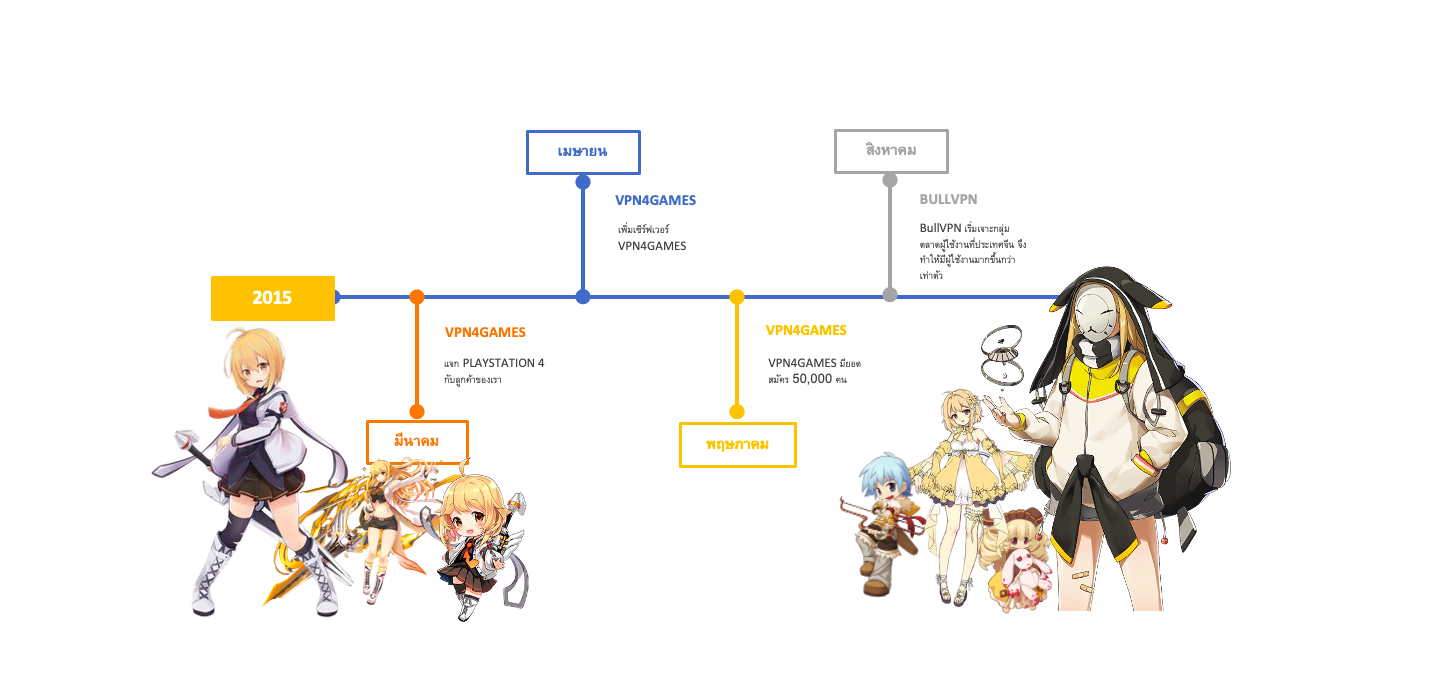 เมษายน
VPN4GAMES
เพิ่มเซิร์ฟเวอร์
VPN4GAMES
สิงหาคม
BULLVPN
BullVPN เริ่มเจาะกลุ่ม
ตลาดผู้ใช้งานที่ประเทศจีน จึง
ทำให้มีผู้ใช้งานมากขึ้นกว่า
เท่าตัว
2015
VPN4GAMES
แจก PLAYSTATION 4
กับลูกค้าของเรา
มีนาคม
VPN4GAMES
VPN4GAMES มียอด
สมัคร 50,000 คน
พฤษภาคม